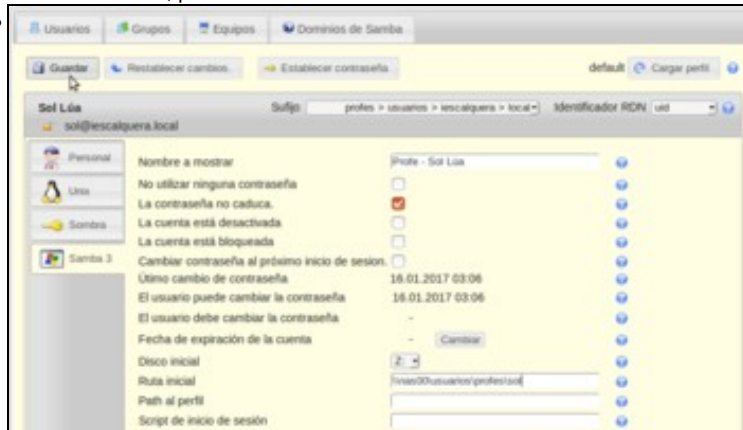 Usuarios Grupos Equipos Dominios de Samba
Guardar Restablecer cambios. Establecer contraseña default Cargar perfil
Sol Lúa Sufijo profes > usuarios > iescalquera > local Identificador RDN uid
sol@iescalquera.local
Personal
Unix
Sombra
Samba 3
Nombre a mostrar Profe - Sol Lúa
No utilizar ninguna contraseña
La contraseña no caduca.
La cuenta está desactivada
La cuenta está bloqueada
Cambiar contraseña al próximo inicio de sesion.
Útimo cambio de contraseña 16.01.2017 03:06
El usuario puede cambiar la contraseña 16.01.2017 03:06
El usuario debe cambiar la contraseña -
Fecha de expiración de la cuenta - Cambiar
Disco inicial Z:
Ruta inicial \\nas00\usuarios\profes\sol
Path al perfil
Script de inicio de sesión